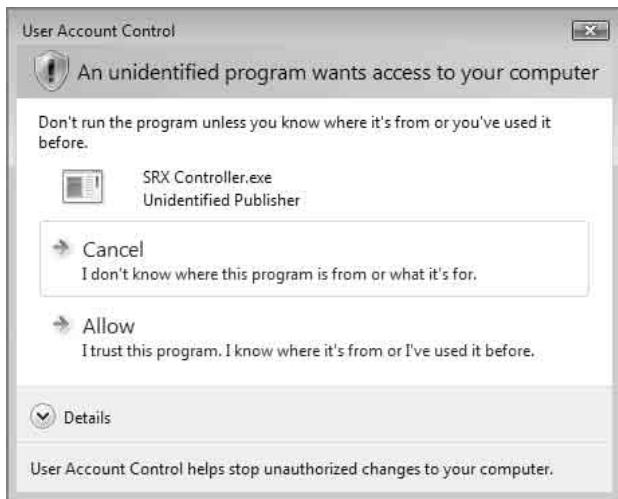 User Account Control
An unidentified program wants access to your computer
Don't run the program unless you know where it's from or you've used it
before.
SRX Controller.exe
Unidentified Publisher
Cancel
I don't know where this program is from or what it's for.
Allow
I trust this program. I know where it's from or I've used it before.
Details
User Account Control helps stop unauthorized changes to your computer.